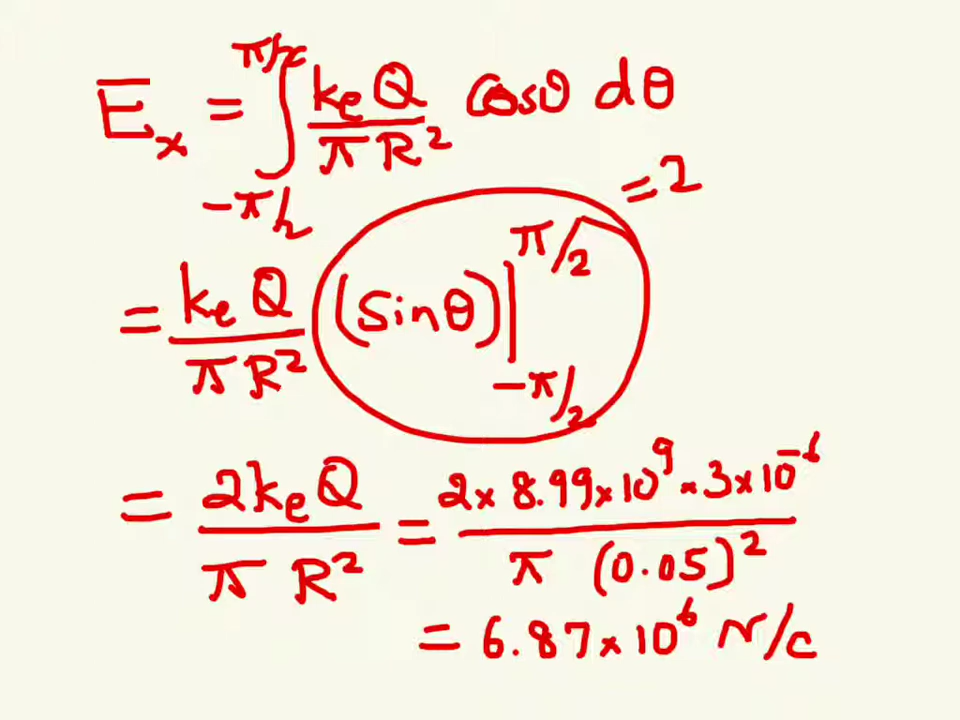 E_x = ∫_{-π/2}^{π/2} k_e Q / π R² cosθ dθ
= k_e Q / π R² (sinθ)|_{-π/2}^{π/2} = 2
= 2k_e Q / π R² = 2 × 8.99 × 10⁹ × 3 × 10⁻⁶ / π (0.05)²
= 6.87 × 10⁶ N/C